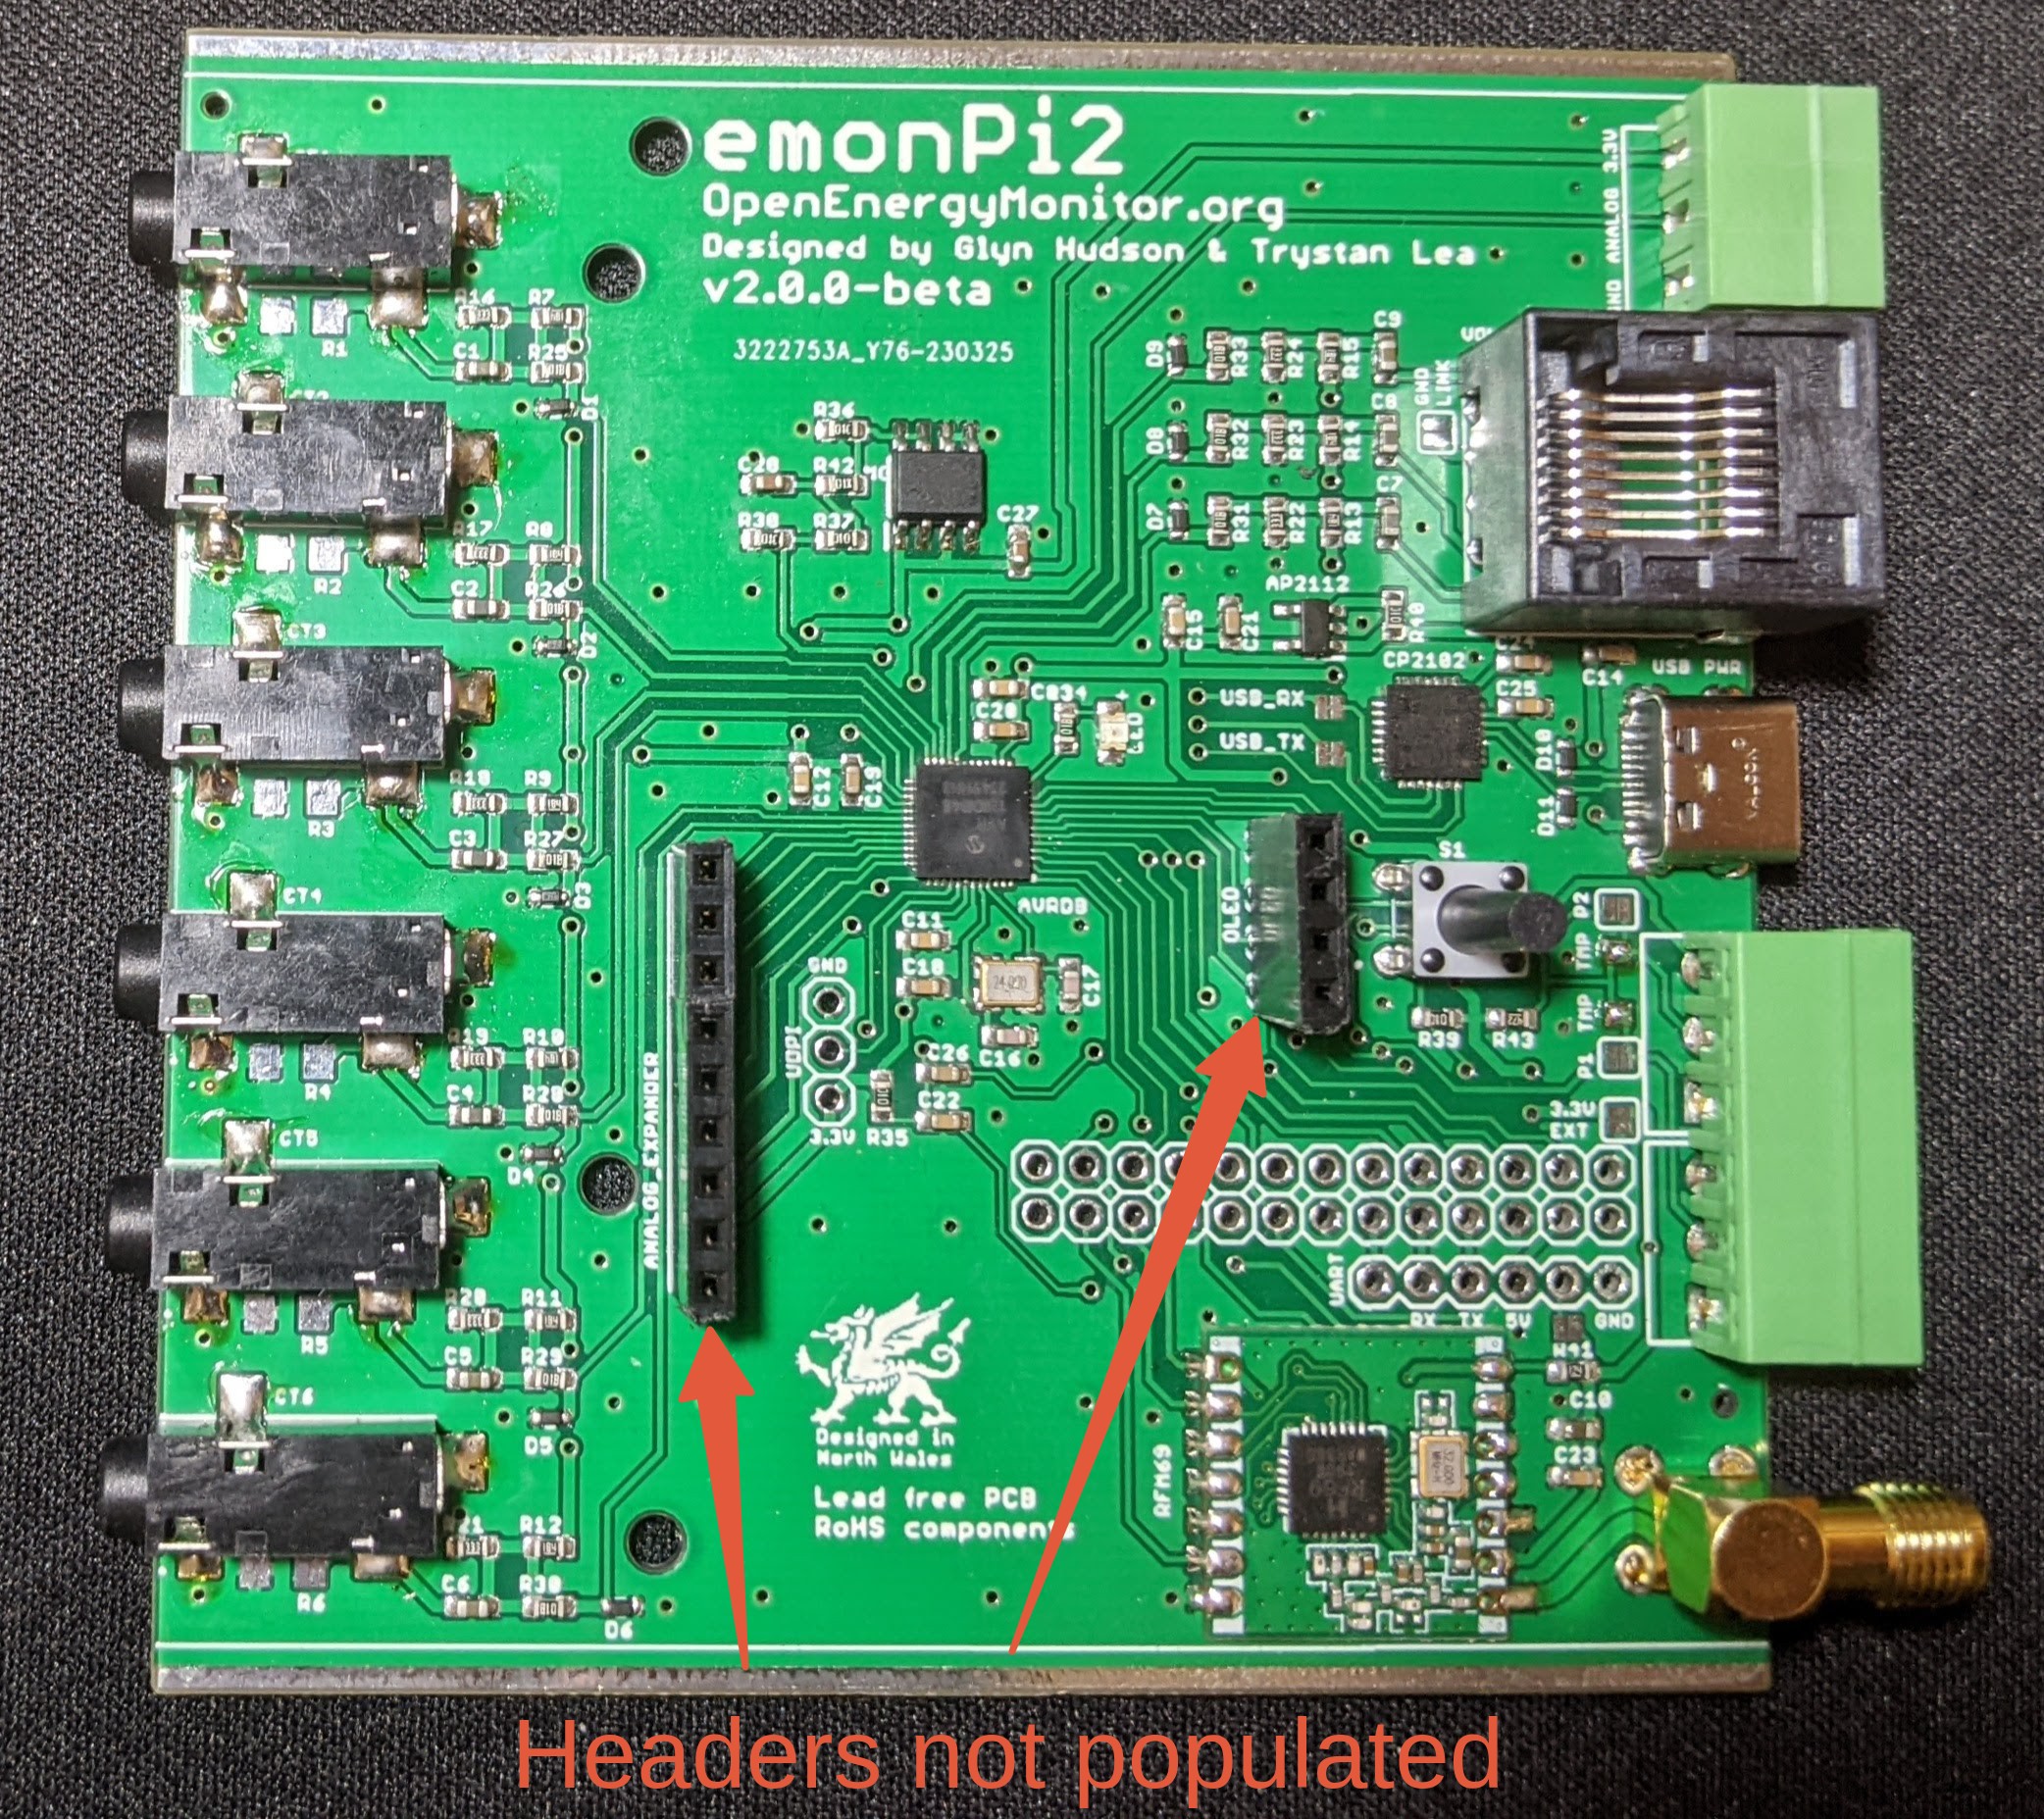 emonPi2
OpenEnergyMonitor.org
Designed by Glyn Hudson & Trystan Lea
v2.0.0-beta
3222753A_Y76-230325
3.3V
ANALOG
R16
R7
R1
C1
R25
D1
R17
R8
R2
C2
R26
D2
CT3
R18
R9
R3
C3
R27
D3
CT4
R19
R10
R4
C4
R28
D4
CT5
R20
R11
R5
C5
R29
D5
CT6
R12
R6
C6
R30
D6
R36
C28
R42
R38
R37
C27
D9
R33
R24
R15
C9
D8
R32
R23
R14
C8
D7
R31
R22
R13
C7
GND
LINK
AP2112
C15
C21
R40
CP2102
C25
C14
USB PWR
USB_RX
USB_TX
D10
D11
R34
C20
LED
C12
C19
AVRDB
OLED
S1
C11
C18
C17
C16
C26
C22
R35
GND
UDPI
3.3V
R39
R43
P2
TMP
TMP
P1
3.3V
EXT
ANALOG_EXPANDER
UART
RX
TX
5V
GND
C10
C23
RFM69
Designed in
North Wales
Lead free PCB
RoHS components
Headers not populated